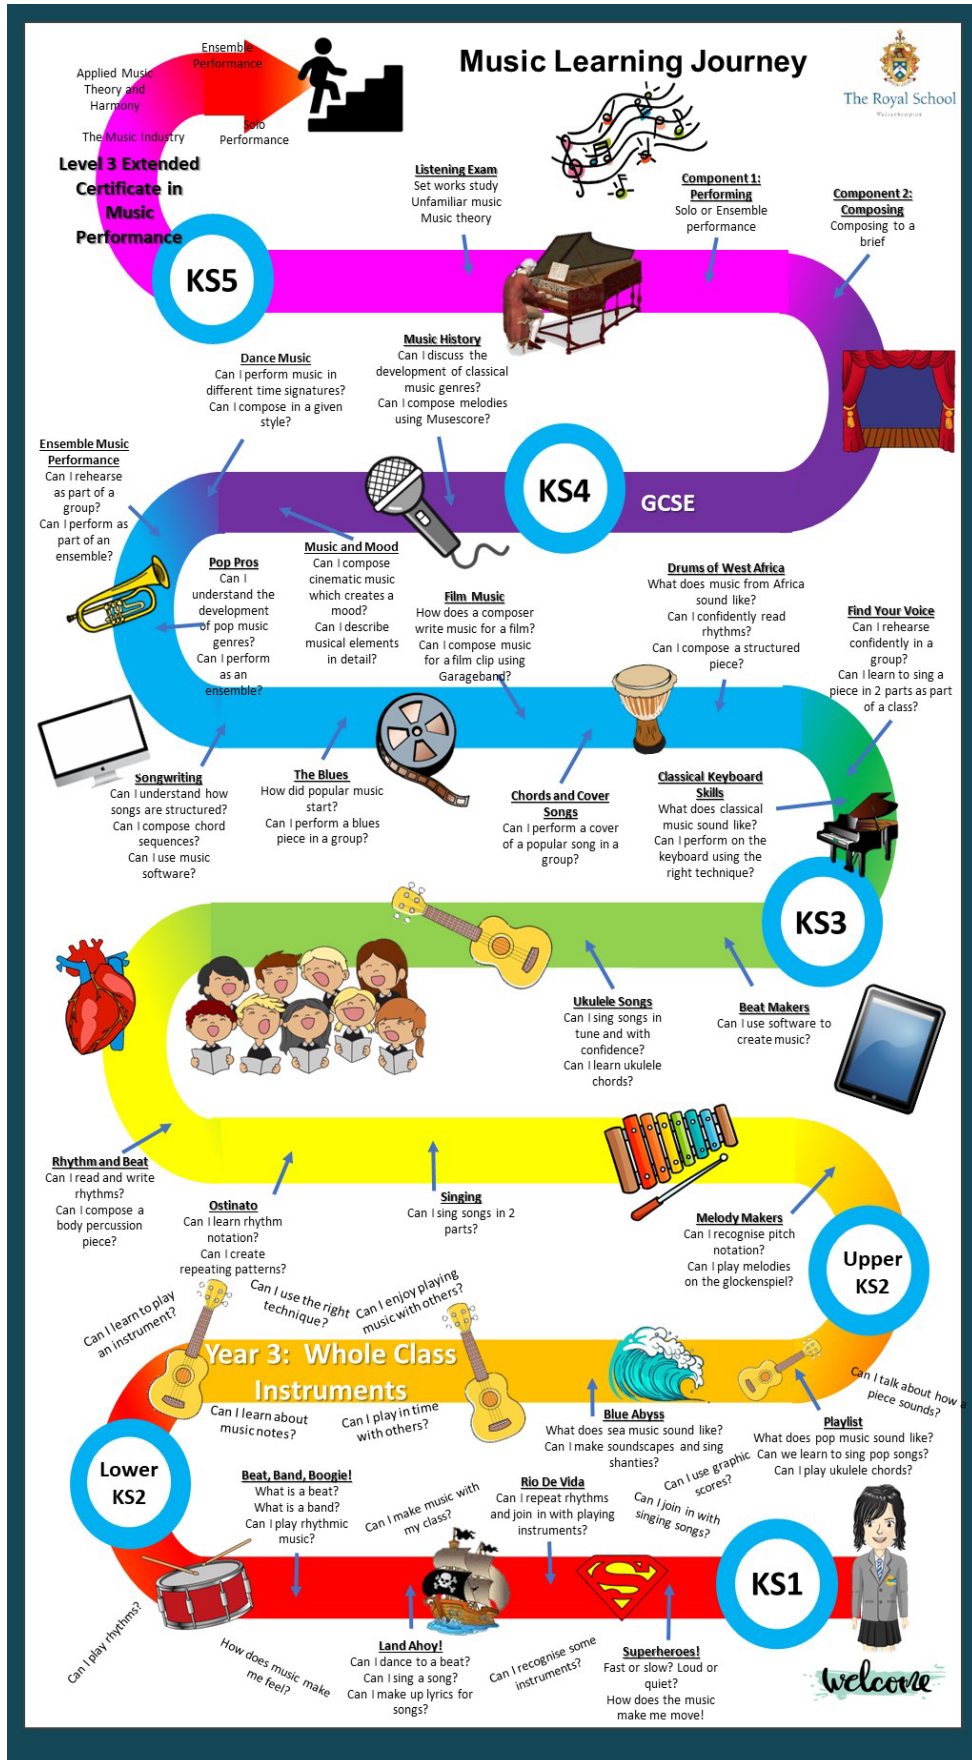 Music Learning Journey
The Royal School
Wolverhampton
Ensemble
Performance
Applied Music
Theory and
Harmony
The Music Industry
Solo
Performance
Level 3 Extended
Certificate in
Music
Performance
KS5
Listening Exam
Set works study
Unfamiliar music
Music theory
Component 1:
Performing
Solo or Ensemble
performance
Component 2:
Composing
Composing to a
brief
Dance Music
Can I perform music in
different time signatures?
Can I compose in a given
style?
Music History
Can I discuss the
development of classical
music genres?
Can I compose melodies
using Musescore?
Ensemble Music
Performance
Can I rehearse
as part of a
group?
Can I perform as
part of an
ensemble?
KS4
GCSE
Pop Pros
Can I
understand the
development
of pop music
genres?
Can I perform
as an
ensemble?
Music and Mood
Can I compose
cinematic music
which creates a
mood?
Can I describe
musical elements
in detail?
Film Music
How does a composer
write music for a film?
Can I compose music
for a film clip using
Garageband?
Drums of West Africa
What does music from Africa
sound like?
Can I confidently read
rhythms?
Can I compose a structured
piece?
Find Your Voice
Can I rehearse
confidently in a
group?
Can I learn to sing a
piece in 2 parts as part
of a class?
Songwriting
Can I understand how
songs are structured?
Can I compose chord
sequences?
Can I use music
software?
The Blues
How did popular music
start?
Can I perform a blues
piece in a group?
Chords and Cover
Songs
Can I perform a cover
of a popular song in a
group?
Classical Keyboard
Skills
What does classical
music sound like?
Can I perform on the
keyboard using the
right technique?
KS3
Ukulele Songs
Can I sing songs in
tune and with
confidence?
Can I learn ukulele
chords?
Beat Makers
Can I use software to
create music?
Rhythm and Beat
Can I read and write
rhythms?
Can I compose a
body percussion
piece?
Ostinato
Can I learn rhythm
notation?
Can I create
repeating patterns?
Singing
Can I sing songs in 2
parts?
Melody Makers
Can I recognise pitch
notation?
Can I play melodies
on the glockenspiel?
Upper
KS2
Can I learn to play
an instrument?
Can I use the right
technique?
Can I enjoy playing
music with others?
Year 3: Whole Class
Instruments
Can I learn about
music notes?
Can I play in time
with others?
Blue Abyss
What does sea music sound like?
Can I make soundscapes and sing
shanties?
Playlist
What does pop music sound like?
Can we learn to sing pop songs?
Can I play ukulele chords?
Can I talk about how a
piece sounds?
Lower
KS2
Beat, Band, Boogie!
What is a beat?
What is a band?
Can I play rhythmic
music?
Can I make music with
my class?
Rio De Vida
Can I repeat rhythms
and join in with playing
instruments?
Can I use graphic
scores?
Can I join in with
singing songs?
KS1
Can I play rhythms?
How does music make
me feel?
Land Ahoy!
Can I dance to a beat?
Can I sing a song?
Can I make up lyrics for
songs?
Can I recognise some
instruments?
Superheroes!
Fast or slow? Loud or
quiet?
How does the music
make me move!
welcome